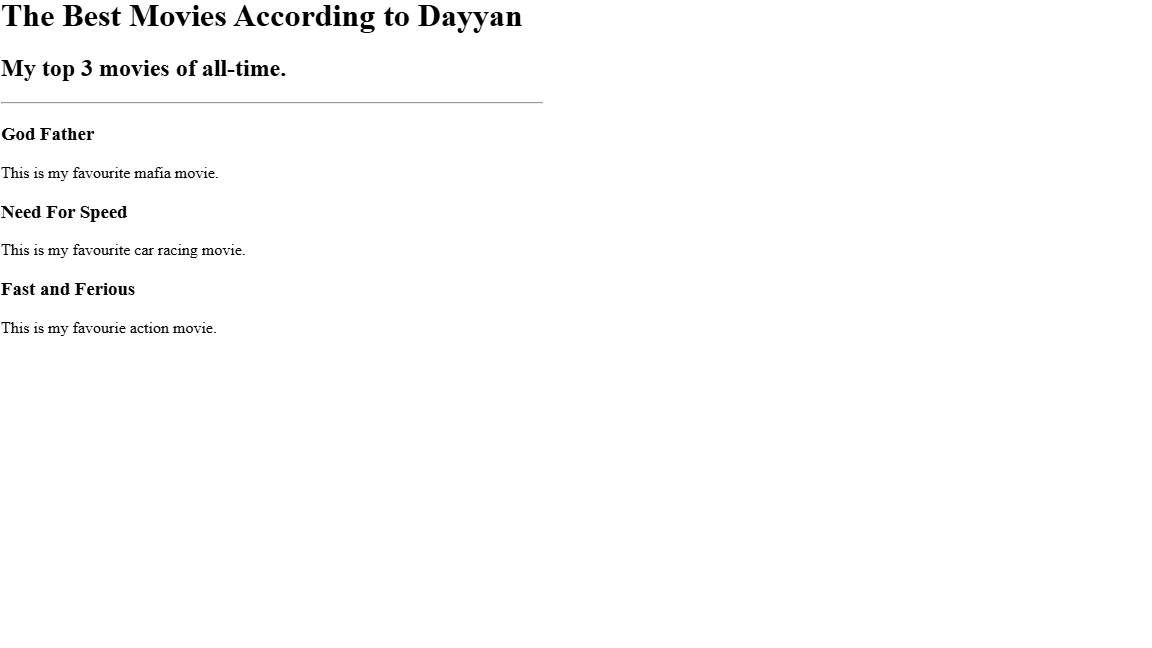 The Best Movies According to Dayyan
My top 3 movies of all-time.
God Father
This is my favourite mafia movie.
Need For Speed
This is my favourite car racing movie.
Fast and Ferious
This is my favourie action movie.